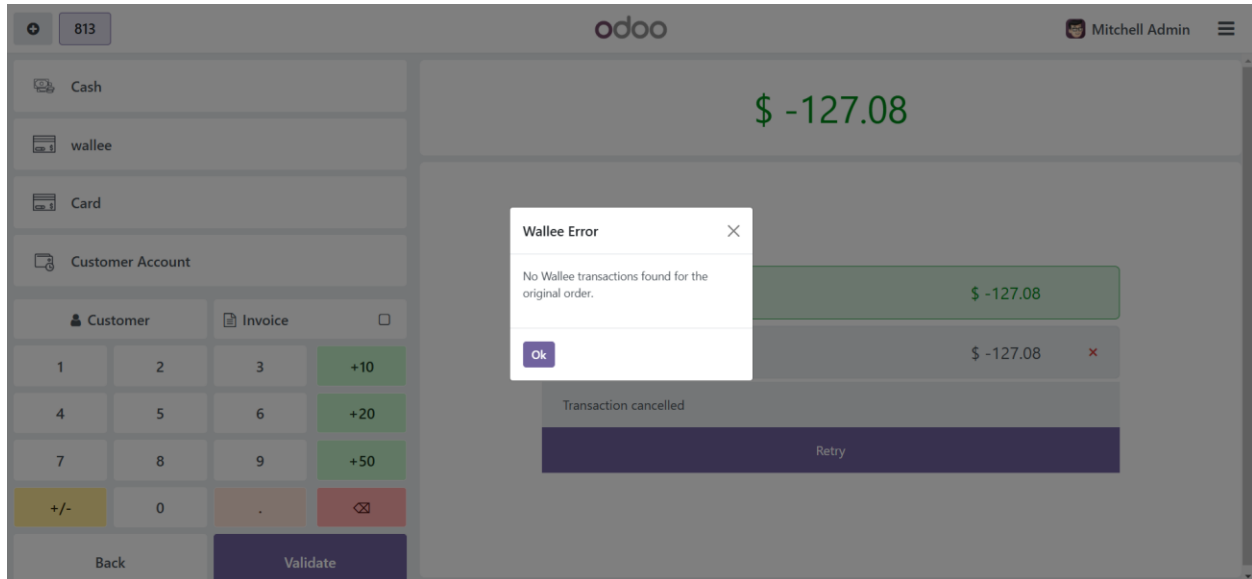 813
odoo
Mitchell Admin
Cash
wallee
Card
Customer Account
$ -127.08
Wallee Error
No Wallee transactions found for the
original order.
Ok
$ -127.08
$ -127.08
Transaction cancelled
Retry
Customer
Invoice
1 2 3 +10
4 5 6 +20
7 8 9 +50
+/- 0 .
Back
Validate